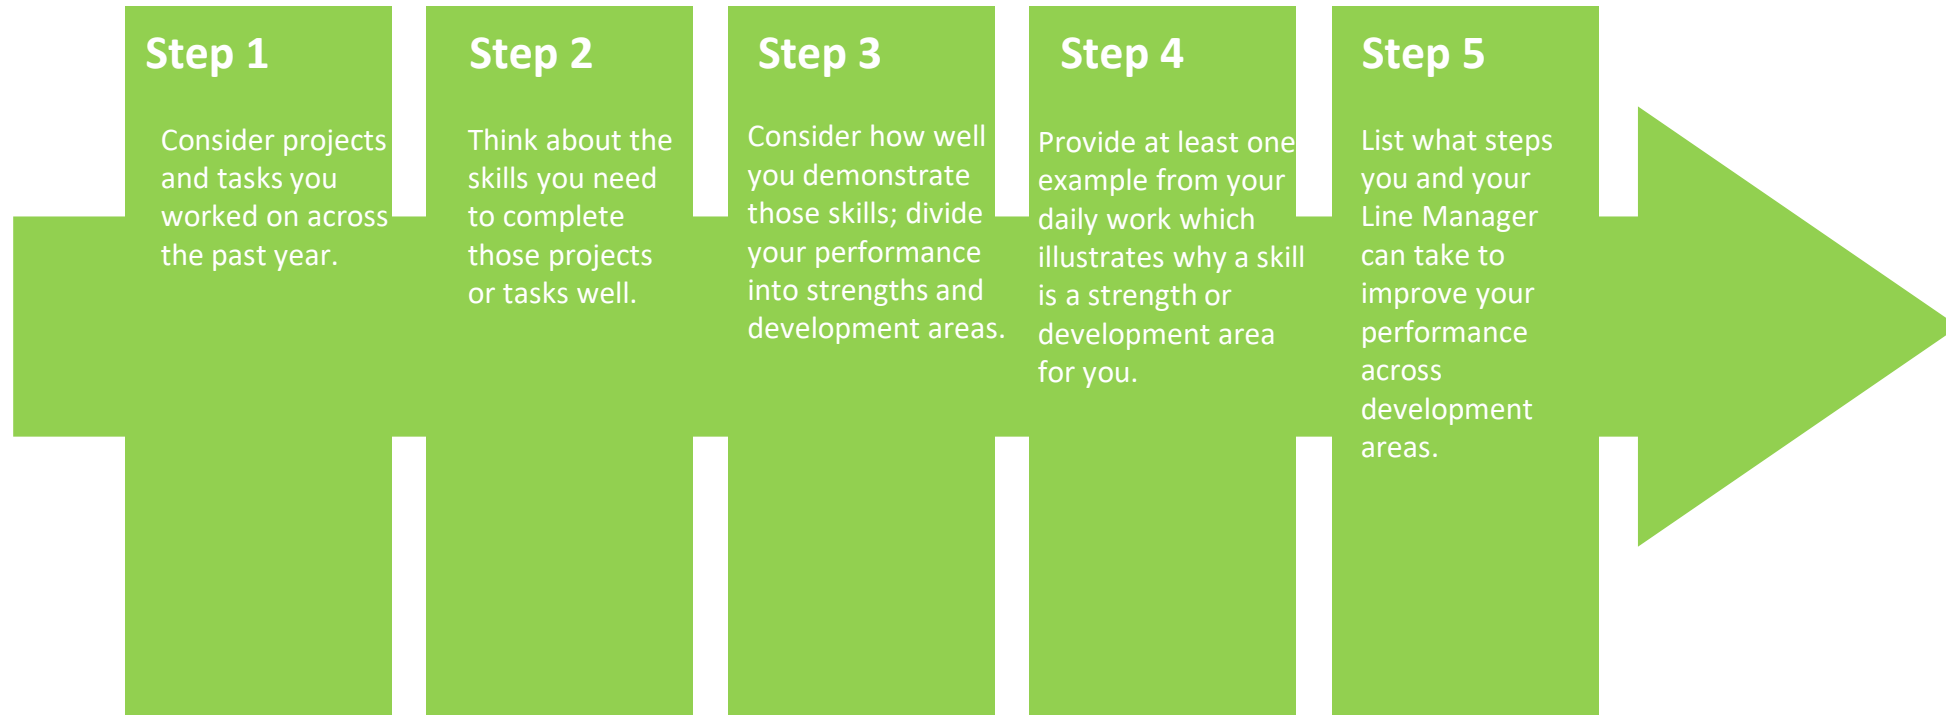 Step 1
Consider projects
and tasks you
worked on across
the past year.
Step 2
Think about the
skills you need
to complete
those projects
or tasks well.
Step 3
Consider how well
you demonstrate
those skills; divide
your performance
into strengths and
development areas.
Step 4
Provide at least one
example from your
daily work which
illustrates why a skill
is a strength or
development area
for you.
Step 5
List what steps
you and your
Line Manager
can take to
improve your
performance
across
development
areas.